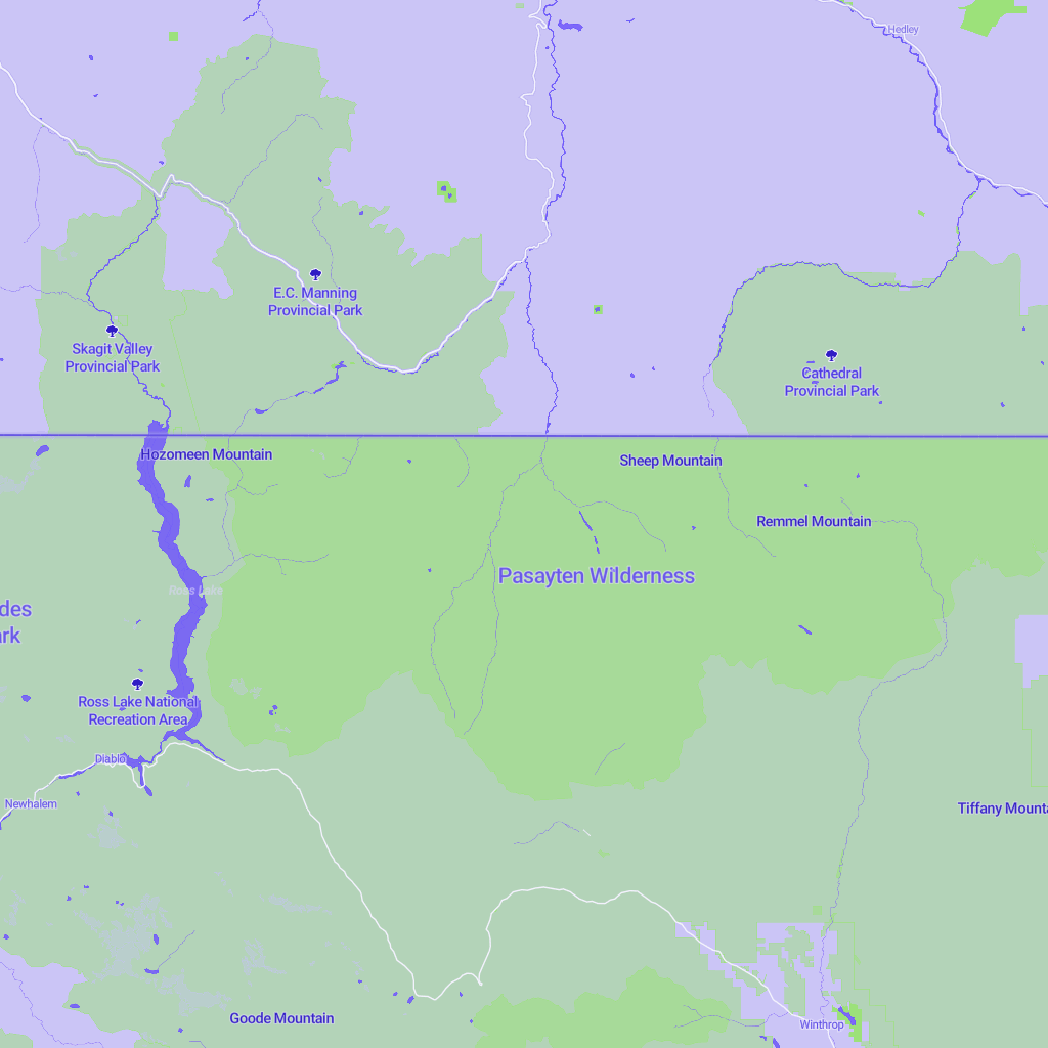 Hedley
E.C. Manning
Provincial Park
Skagit Valley
Provincial Park
Cathedral
Provincial Park
Hozomeen Mountain
Sheep Mountain
Remmel Mountain
Pasayten Wilderness
Ross Lake
des
ark
Ross Lake National
Recreation Area
Diablo
Newhalem
Tiffany Mounta
Goode Mountain
Winthrop